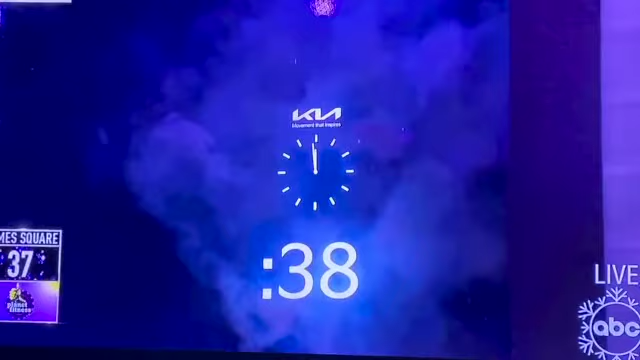 KIA
Movement that inspires
:38
MES SQUARE
37
planet
fitness
LIVE
abc